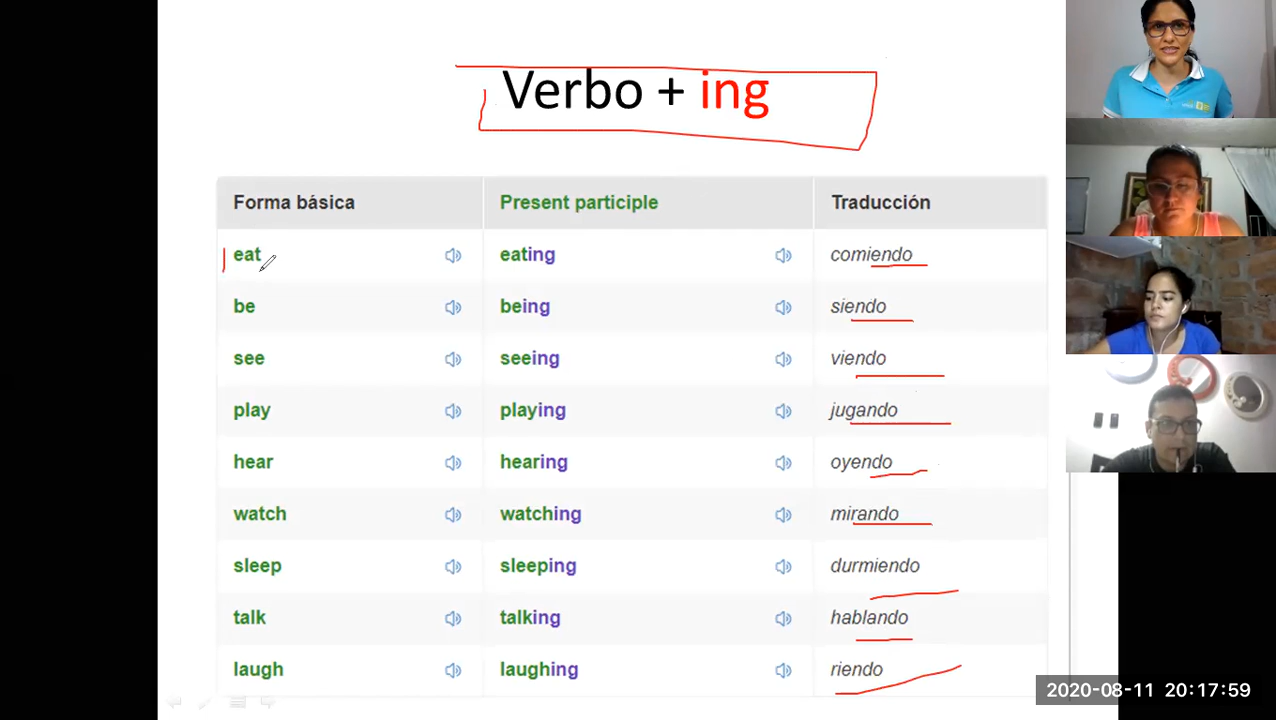 Verbo + ing
Forma básica Present participle Traducción
eat eating comiendo
be being siendo
see seeing viendo
play playing jugando
hear hearing oyendo
watch watching mirando
sleep sleeping durmiendo
talk talking hablando
laugh laughing riendo
2020-08-11 20:17:59